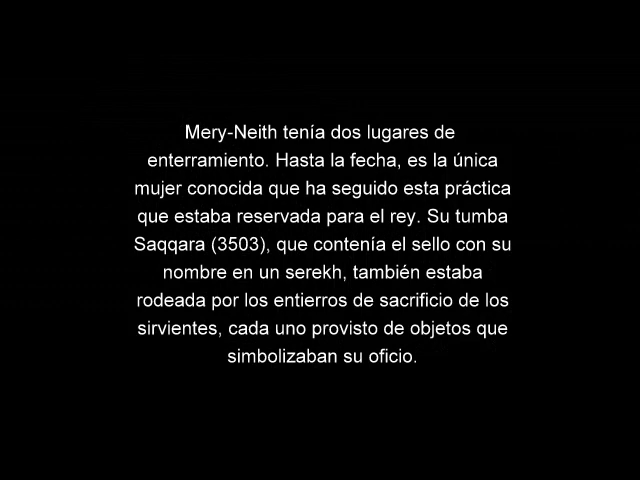 Mery-Neith tenía dos lugares de
enterramiento. Hasta la fecha, es la única
mujer conocida que ha seguido esta práctica
que estaba reservada para el rey. Su tumba
Saqqara (3503), que contenía el sello con su
nombre en un serekh, también estaba
rodeada por los entierros de sacrificio de los
sirvientes, cada uno provisto de objetos que
simbolizaban su oficio.